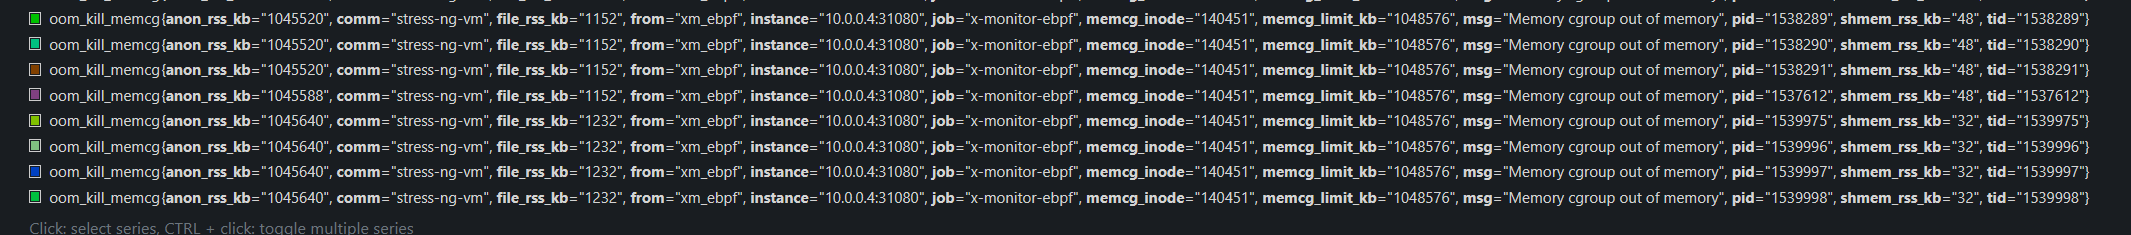 oom_kill_memcg{anon_rss_kb="1045520", comm="stress-ng-vm", file_rss_kb="1152", from="xm_ebpf", instance="10.0.0.4:31080", job="x-monitor-ebpf", memcg_inode="140451", memcg_limit_kb="1048576", msg="Memory cgroup out of memory", pid="1538289", shmem_rss_kb="48", tid="1538289"}
oom_kill_memcg{anon_rss_kb="1045520", comm="stress-ng-vm", file_rss_kb="1152", from="xm_ebpf", instance="10.0.0.4:31080", job="x-monitor-ebpf", memcg_inode="140451", memcg_limit_kb="1048576", msg="Memory cgroup out of memory", pid="1538290", shmem_rss_kb="48", tid="1538290"}
oom_kill_memcg{anon_rss_kb="1045520", comm="stress-ng-vm", file_rss_kb="1152", from="xm_ebpf", instance="10.0.0.4:31080", job="x-monitor-ebpf", memcg_inode="140451", memcg_limit_kb="1048576", msg="Memory cgroup out of memory", pid="1538291", shmem_rss_kb="48", tid="1538291"}
oom_kill_memcg{anon_rss_kb="1045588", comm="stress-ng-vm", file_rss_kb="1152", from="xm_ebpf", instance="10.0.0.4:31080", job="x-monitor-ebpf", memcg_inode="140451", memcg_limit_kb="1048576", msg="Memory cgroup out of memory", pid="1537612", shmem_rss_kb="48", tid="1537612"}
oom_kill_memcg{anon_rss_kb="1045640", comm="stress-ng-vm", file_rss_kb="1232", from="xm_ebpf", instance="10.0.0.4:31080", job="x-monitor-ebpf", memcg_inode="140451", memcg_limit_kb="1048576", msg="Memory cgroup out of memory", pid="1539975", shmem_rss_kb="32", tid="1539975"}
oom_kill_memcg{anon_rss_kb="1045640", comm="stress-ng-vm", file_rss_kb="1232", from="xm_ebpf", instance="10.0.0.4:31080", job="x-monitor-ebpf", memcg_inode="140451", memcg_limit_kb="1048576", msg="Memory cgroup out of memory", pid="1539996", shmem_rss_kb="32", tid="1539996"}
oom_kill_memcg{anon_rss_kb="1045640", comm="stress-ng-vm", file_rss_kb="1232", from="xm_ebpf", instance="10.0.0.4:31080", job="x-monitor-ebpf", memcg_inode="140451", memcg_limit_kb="1048576", msg="Memory cgroup out of memory", pid="1539997", shmem_rss_kb="32", tid="1539997"}
oom_kill_memcg{anon_rss_kb="1045640", comm="stress-ng-vm", file_rss_kb="1232", from="xm_ebpf", instance="10.0.0.4:31080", job="x-monitor-ebpf", memcg_inode="140451", memcg_limit_kb="1048576", msg="Memory cgroup out of memory", pid="1539998", shmem_rss_kb="32", tid="1539998"}
Click: select series, CTRL + click: toggle multiple series